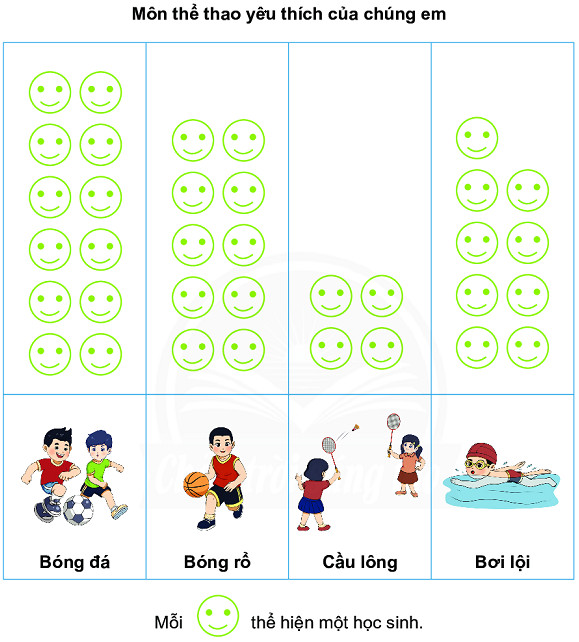 Môn thể thao yêu thích của chúng em
Bóng đá
Bóng rổ
Cầu lông
Bơi lội
Mỗi thể hiện một học sinh.